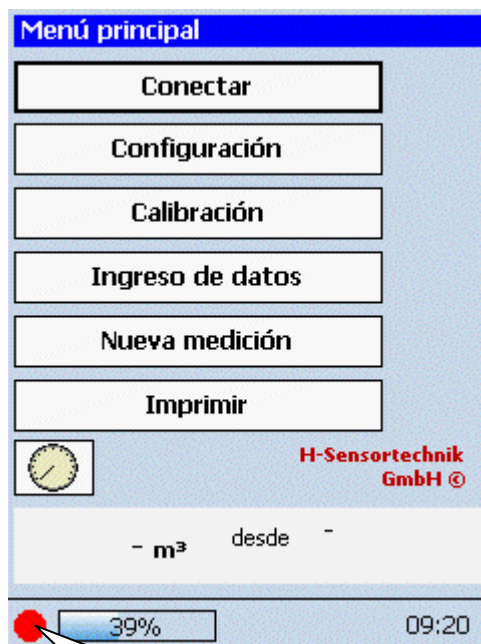 Menú principal
Conectar
Configuración
Calibración
Ingreso de datos
Nueva medición
Imprimir
H-Sensortechnik
GmbH ©
- m³ desde -
39% 09:20